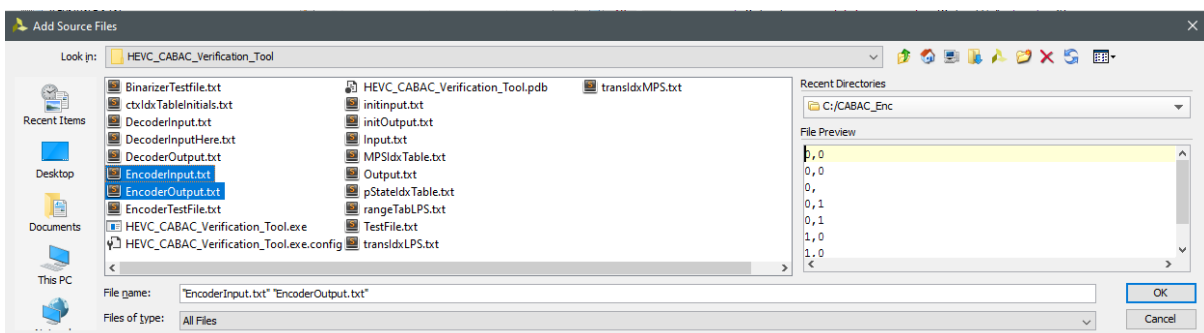 Add Source Files
Look in: HEVC_CABAC_Verification_Tool
Recent Items
Desktop
Documents
This PC
BinarizerTestfile.txt
ctxIdxTableInitials.txt
DecoderInput.txt
DecoderInputHere.txt
DecoderOutput.txt
EncoderInput.txt
EncoderOutput.txt
EncoderTestFile.txt
HEVC_CABAC_Verification_Tool.exe
HEVC_CABAC_Verification_Tool.exe.config
HEVC_CABAC_Verification_Tool.pdb
initinput.txt
initOutput.txt
Input.txt
MPSIdxTable.txt
Output.txt
pStateIdxTable.txt
rangeTabLPS.txt
TestFile.txt
transIdxLPS.txt
transIdxMPS.txt
Recent Directories
C:/CABAC_Enc
File Preview
0,0
0,0
0,
0,1
0,1
1,0
1,0
File name: "EncoderInput.txt" "EncoderOutput.txt"
Files of type: All Files
OK
Cancel